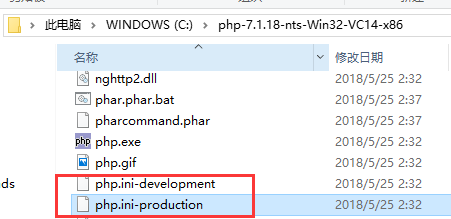 此电脑 > WINDOWS (C:) > php-7.1.18-nts-Win32-VC14-x86
名称 修改日期
nghttp2.dll 2018/5/25 2:32
phar.phar.bat 2018/5/25 2:32
pharcommand.phar 2018/5/25 2:32
php.exe 2018/5/25 2:32
php.gif 2018/5/25 2:32
ds php.ini-development 2018/5/25 2:32
php.ini-production 2018/5/25 2:32